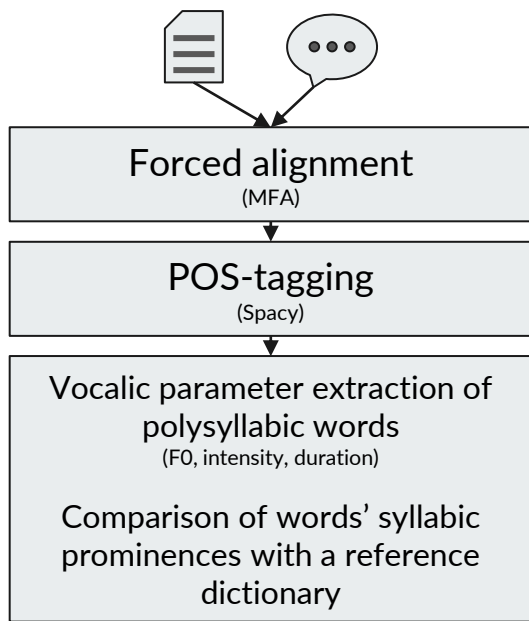 Forced alignment
(MFA)
POS-tagging
(Spacy)
Vocalic parameter extraction of
polysyllabic words
(F0, intensity, duration)
Comparison of words’ syllabic
prominences with a reference
dictionary